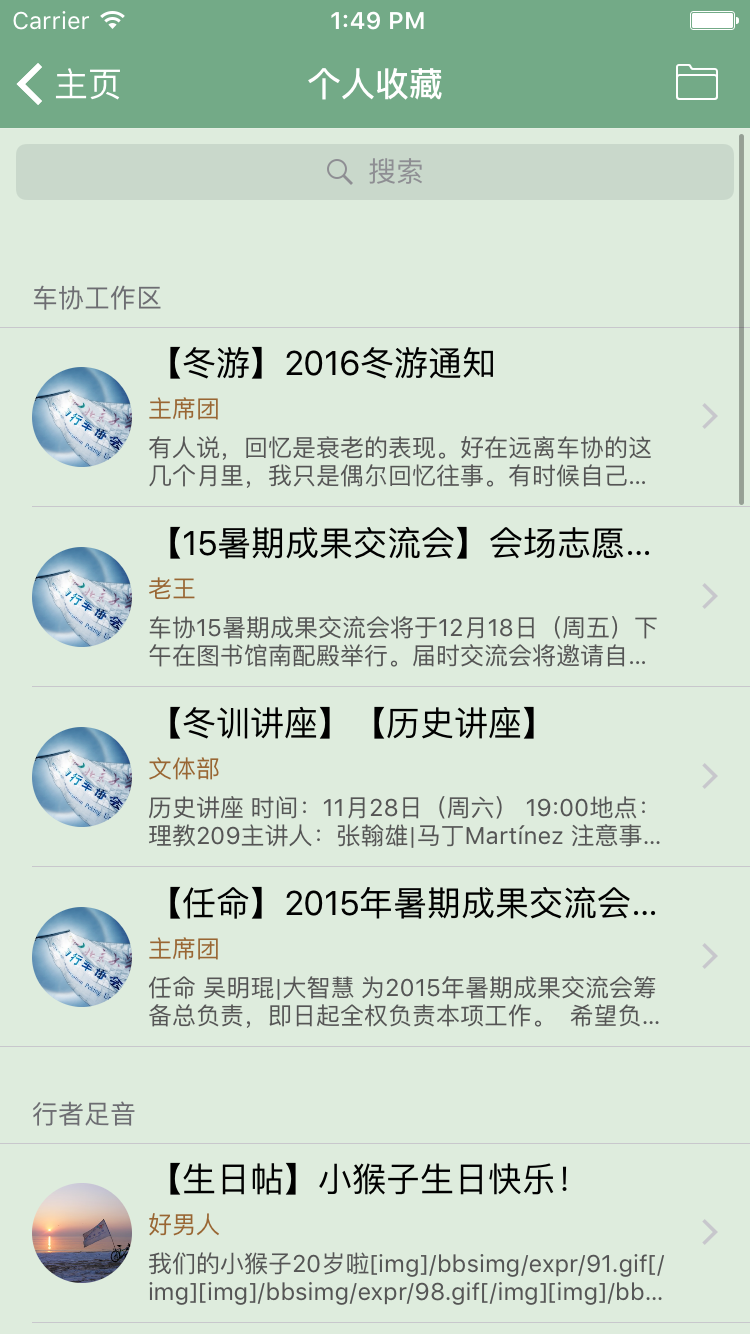 Carrier 1:49 PM
主页 个人收藏
搜索
车协工作区
【冬游】2016冬游通知
主席团
有人说，回忆是衰老的表现。好在远离车协的这
几个月里，我只是偶尔回忆往事。有时候自己...
【15暑期成果交流会】会场志愿...
老王
车协15暑期成果交流会将于12月18日（周五）下
午在图书馆南配殿举行。届时交流会将邀请自...
【冬训讲座】【历史讲座】
文体部
历史讲座 时间：11月28日（周六） 19:00地点：
理教209主讲人：张翰雄|马丁Martínez 注意事...
【任命】2015年暑期成果交流会...
主席团
任命 吴明琨|大智慧 为2015年暑期成果交流会筹
备总负责，即日起全权负责本项工作。 希望负...
行者足音
【生日帖】小猴子生日快乐！
好男人
我们的小猴子20岁啦[img]/bbsimg/expr/91.gif[/
img][img]/bbsimg/expr/98.gif[/img][img]/bb...